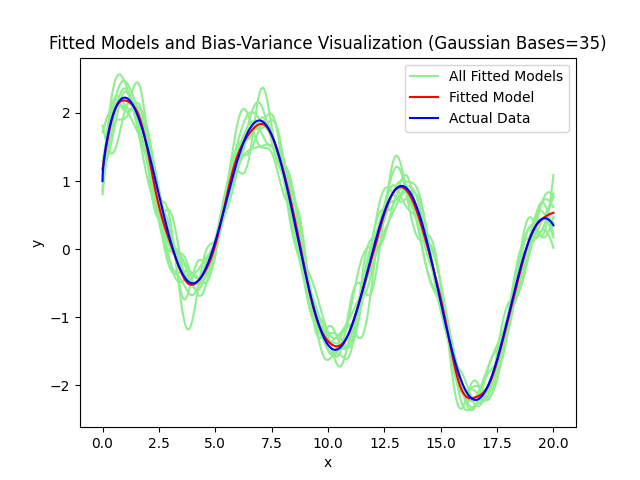 Fitted Models and Bias-Variance Visualization (Gaussian Bases=35)
All Fitted Models
Fitted Model
Actual Data
y
2
1
0
−1
−2
0.0 2.5 5.0 7.5 10.0 12.5 15.0 17.5 20.0
x